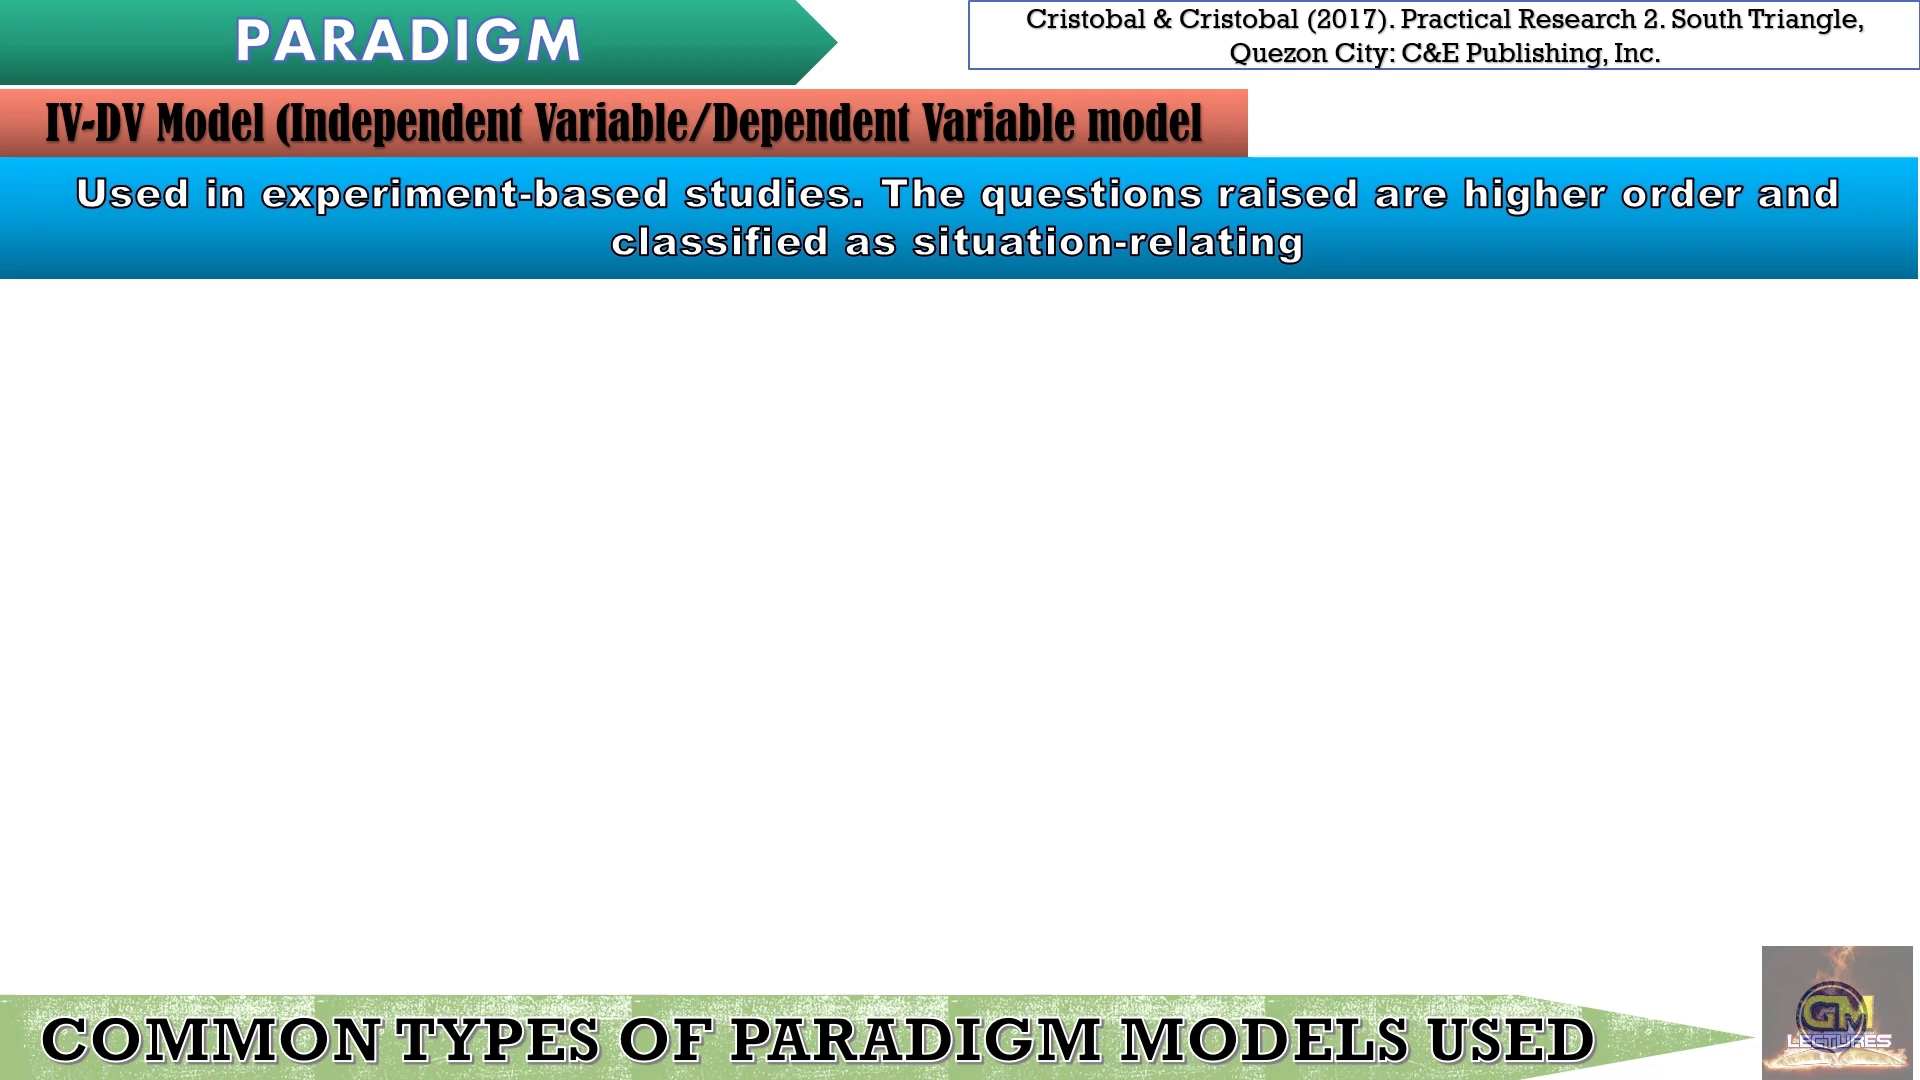 PARADIGM
Cristobal & Cristobal (2017). Practical Research 2. South Triangle,
Quezon City: C&E Publishing, Inc.
IV-DV Model (Independent Variable/Dependent Variable model
Used in experiment-based studies. The questions raised are higher order and
classified as situation-relating
COMMON TYPES OF PARADIGM MODELS USED
GM
LECTURES